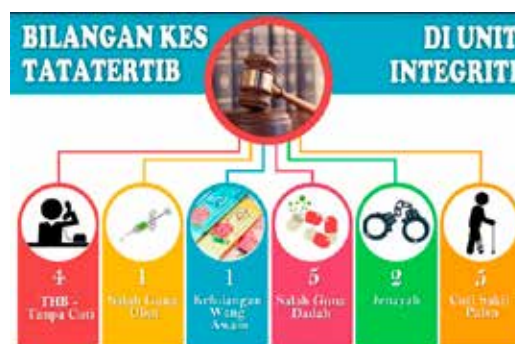 BILANGAN KES
TATATERTIB
DI UNIT
INTEGRITI
4
THB -
Tanpa Cuti
1
Salah Guna
1
Kehilangan
Wang
Awam
5
Salah Guna
Dadah
2
Jenayah
5
Cuti Sakit
Palsu